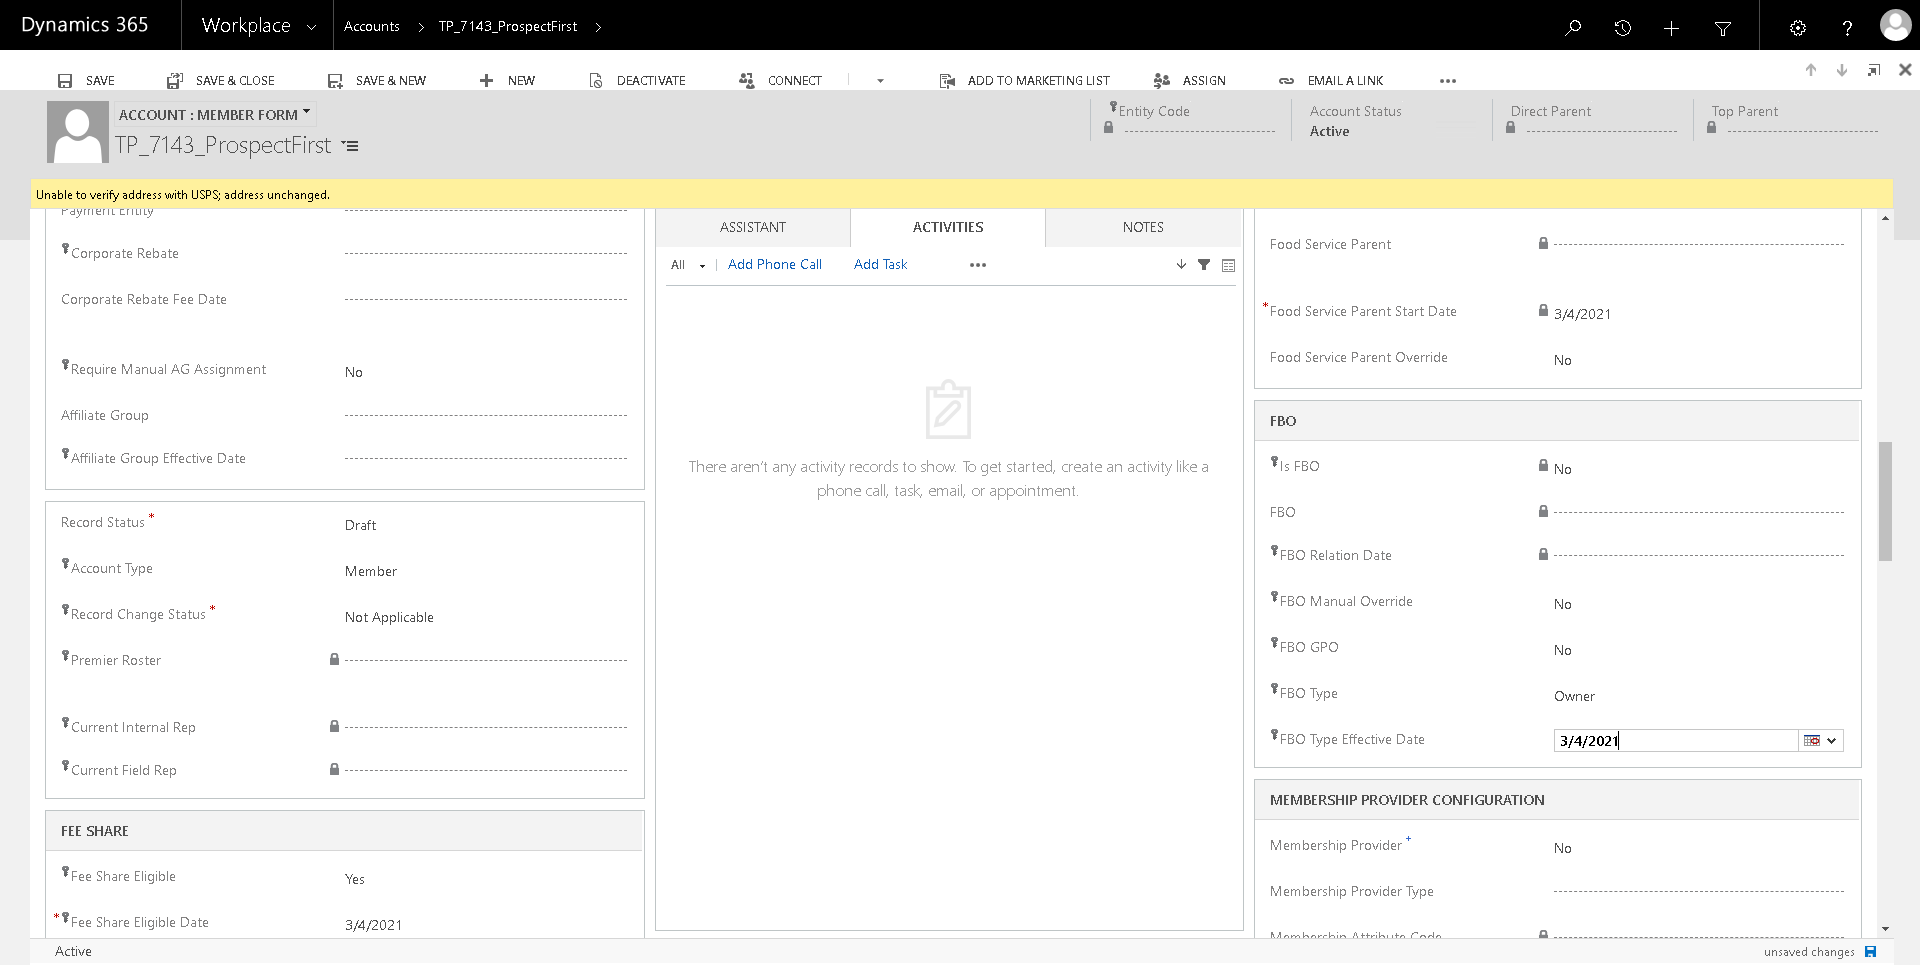 Dynamics 365
Workplace
Accounts
TP_7143_ProspectFirst
SAVE
SAVE & CLOSE
SAVE & NEW
NEW
DEACTIVATE
CONNECT
ADD TO MARKETING LIST
ASSIGN
EMAIL A LINK
ACCOUNT : MEMBER FORM
TP_7143_ProspectFirst
Entity Code
Account Status
Active
Direct Parent
Top Parent
Unable to verify address with USPS; address unchanged.
Payment Entity
Corporate Rebate
Corporate Rebate Fee Date
Require Manual AG Assignment
No
Affiliate Group
Affiliate Group Effective Date
Record Status *
Draft
Account Type
Member
Record Change Status *
Not Applicable
Premier Roster
Current Internal Rep
Current Field Rep
FEE SHARE
Fee Share Eligible
Yes
* Fee Share Eligible Date
3/4/2021
ASSISTANT
ACTIVITIES
NOTES
All
Add Phone Call
Add Task
There aren't any activity records to show. To get started, create an activity like a
phone call, task, email, or appointment.
Food Service Parent
* Food Service Parent Start Date
3/4/2021
Food Service Parent Override
No
FBO
Is FBO
No
FBO
FBO Relation Date
FBO Manual Override
No
FBO GPO
No
FBO Type
Owner
FBO Type Effective Date
3/4/2021
MEMBERSHIP PROVIDER CONFIGURATION
Membership Provider +
No
Membership Provider Type
Membership Attribute Code
Active
unsaved changes